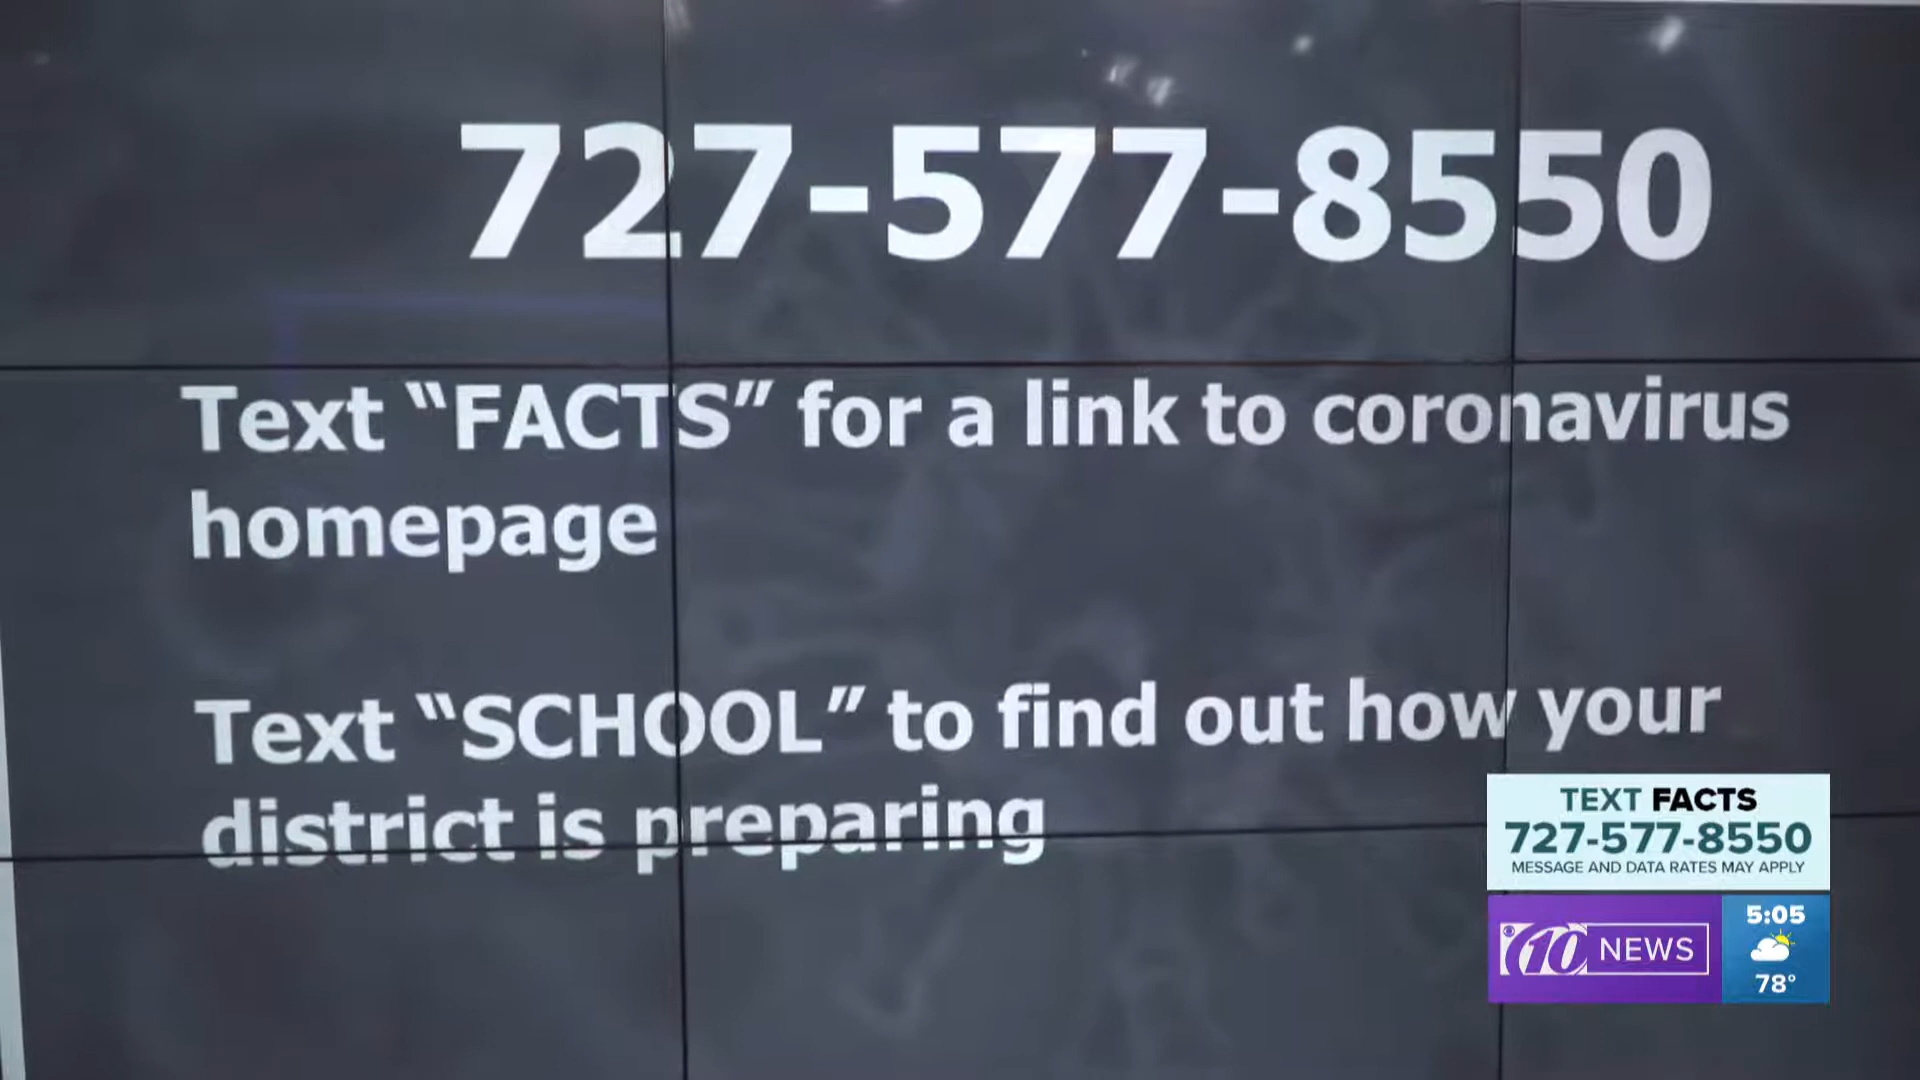 727-577-8550
Text “FACTS” for a link to coronavirus
homepage
Text “SCHOOL” to find out how your
district is preparing
TEXT FACTS
727-577-8550
MESSAGE AND DATA RATES MAY APPLY
10 NEWS
5:05
78°